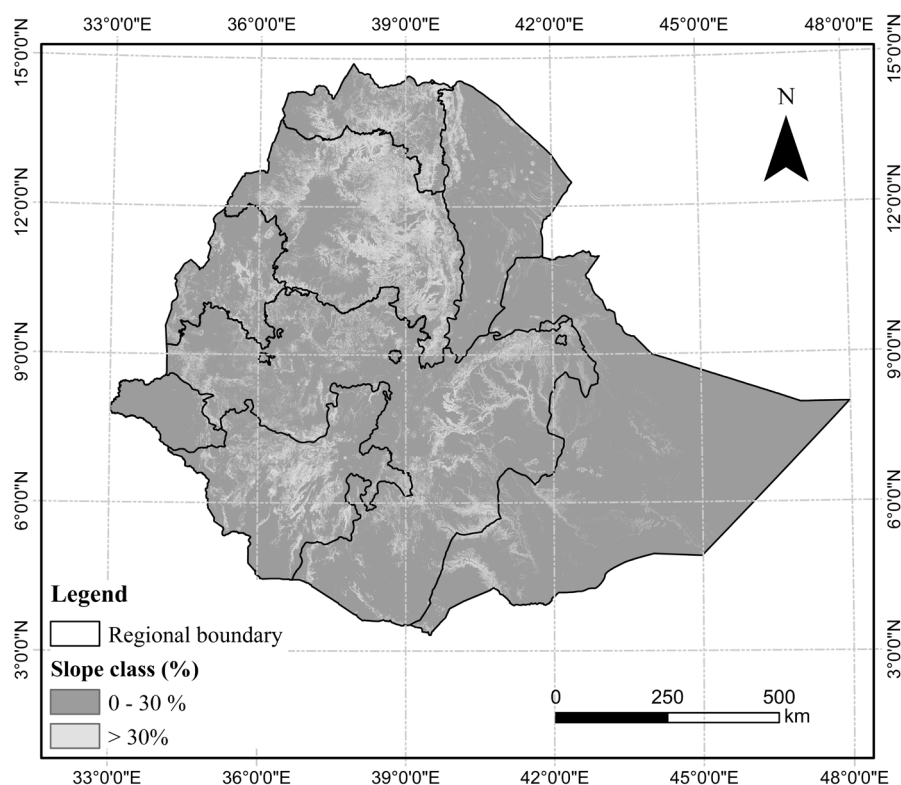 33°0'0"E 36°0'0"E 39°0'0"E 42°0'0"E 45°0'0"E 48°0'0"E
15°0'0"N 15°0'0"N
N
12°0'0"N 12°0'0"N
9°0'0"N 9°0'0"N
6°0'0"N 6°0'0"N
3°0'0"N 3°0'0"N
Legend
Regional boundary
Slope class (%)
0 - 30 %
> 30%
0 250 500
km
33°0'0"E 36°0'0"E 39°0'0"E 42°0'0"E 45°0'0"E 48°0'0"E